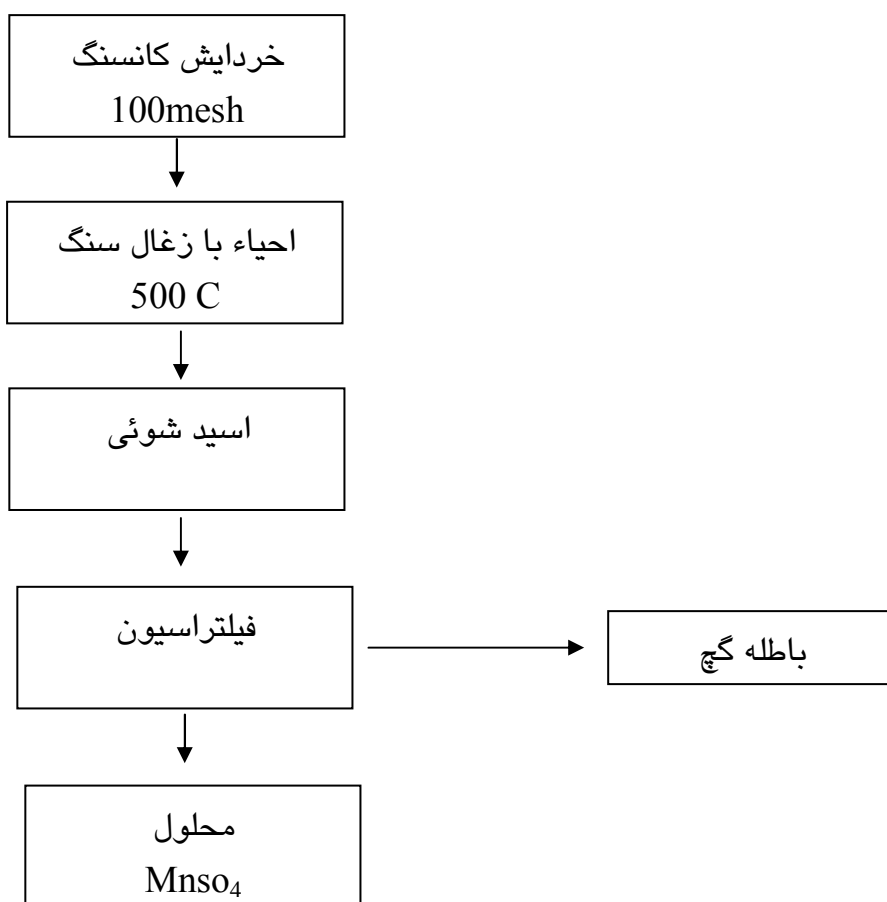 خردایش کانسنگ
100mesh
احیاء با زغال سنگ
500 C
اسید شوئی
فیلتراسیون
باطله گچ
محلول
Mnso₄